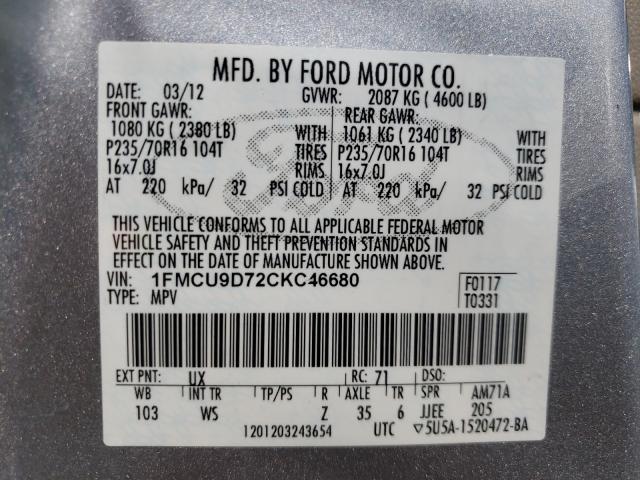 MFD. BY FORD MOTOR CO.
DATE: 03/12 GVWR: 2087 KG ( 4600 LB)
FRONT GAWR: REAR GAWR:
1080 KG ( 2380 LB) WITH 1061 KG ( 2340 LB) WITH
P235/70R16 104T TIRES P235/70R16 104T TIRES
16x7.0J RIMS 16x7.0J RIMS
AT 220 kPa/ 32 PSI COLD AT 220 kPa/ 32 PSI COLD
THIS VEHICLE CONFORMS TO ALL APPLICABLE FEDERAL MOTOR
VEHICLE SAFETY AND THEFT PREVENTION STANDARDS IN
EFFECT ON THE DATE OF MANUFACTURE SHOWN ABOVE.
VIN: 1FMCU9D72CKC46680 F0117
TYPE: MPV T0331
EXT PNT: UX RC: 71 DSO:
WB INT TR TP/PS R AXLE TR SPR AM71A
103 WS Z 35 6 JJEE 205
1201203243654 UTC ▽5U5A-1520472-BA
Ford